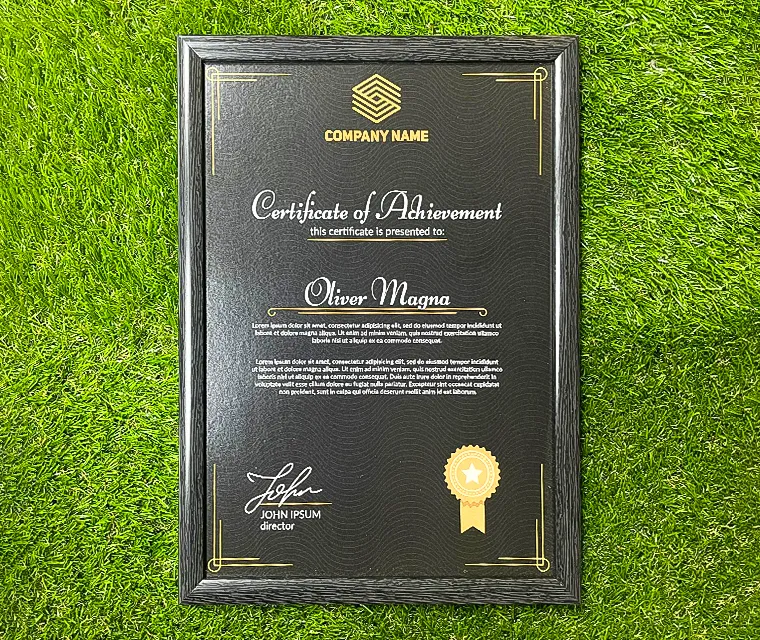 COMPANY NAME
Certificate of Achievement
this certificate is presented to:
Oliver Magna
Lorem ipsum dolor sit amet, consectetur adipisicing elit, sed do eiusmod tempor incididunt ut
labore et dolore magna aliqua. Ut enim ad minim veniam, quis nostrud exercitation ullamco
laboris nisi ut aliquip ex ea commodo consequat.
Lorem ipsum dolor sit amet, consectetur adipisicing elit, sed do eiusmod tempor incididunt
ut labore et dolore magna aliqua. Ut enim ad minim veniam, quis nostrud exercitation ullamco
laboris nisi ut aliquip ex ea commodo consequat. Duis aute irure dolor in reprehenderit in
voluptate velit esse cillum dolore eu fugiat nulla pariatur. Excepteur sint occaecat cupidatat
non proident, sunt in culpa qui officia deserunt mollit anim id est laborum.
John
JOHN IPSUM
director